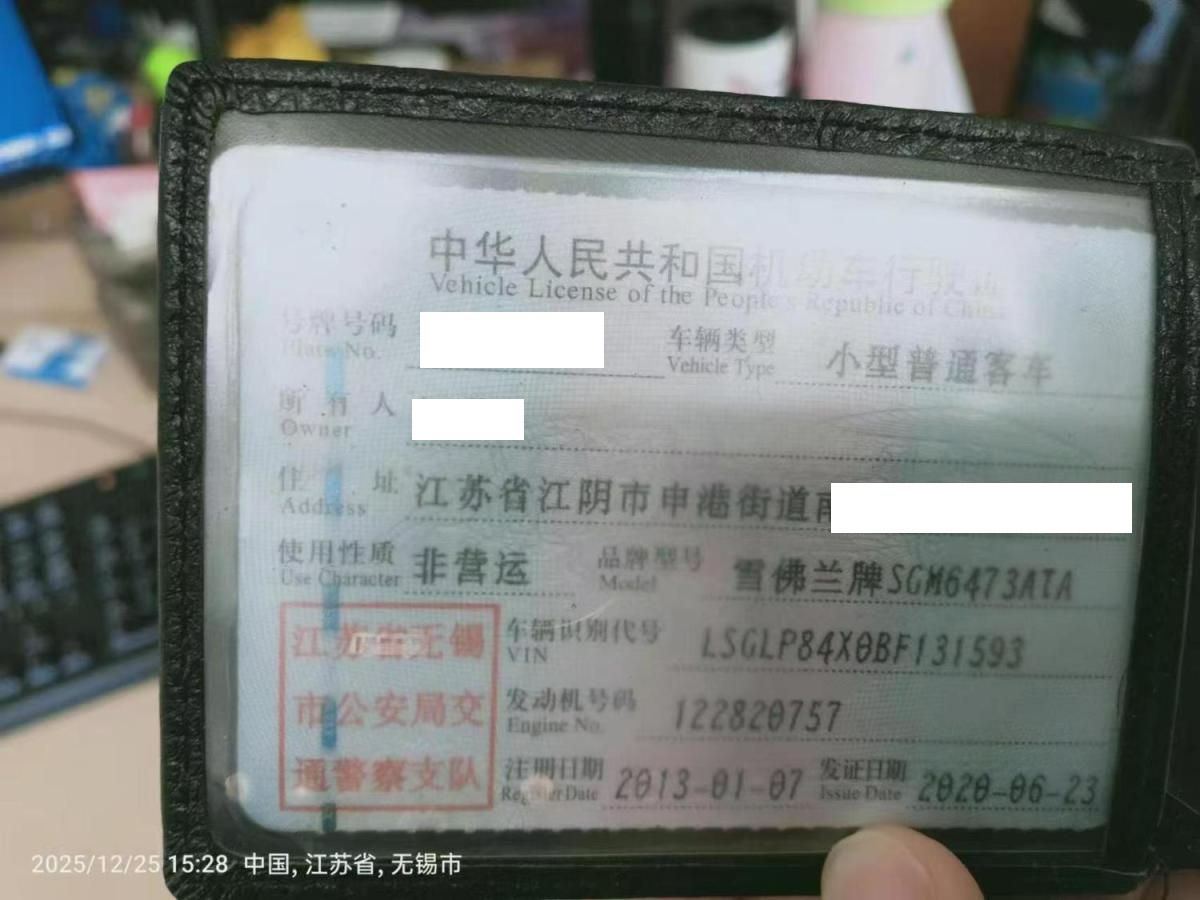 中华人民共和国机动车行驶证
Vehicle License of the People's Republic of China
号牌号码
Plate No.
车辆类型 小型普通客车
Vehicle Type
所有人
Owner
住址 江苏省江阴市申港街道南
Address
使用性质 非营运
Use Character
品牌型号 雪佛兰牌SGM6473ATA
Model
江苏省无锡
市公安局交
通警察支队
车辆识别代号 LSGLP84X0BF131593
VIN
发动机号码 122820757
Engine No.
注册日期 2013-01-07
Register Date
发证日期 2020-06-23
Issue Date
2025/12/25 15:28 中国, 江苏省, 无锡市